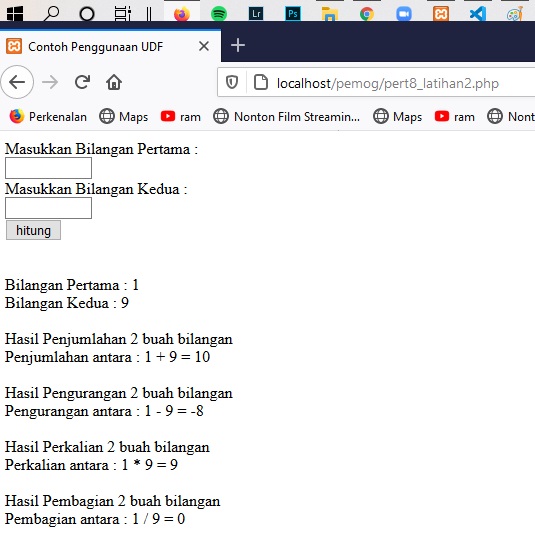 Lr Ps
Contoh Penggunaan UDF
localhost/pemog/pert8_latihan2.php
Perkenalan Maps ram Nonton Film Streamin... Maps ram Nont
Masukkan Bilangan Pertama :
Masukkan Bilangan Kedua :
hitung
Bilangan Pertama : 1
Bilangan Kedua : 9
Hasil Penjumlahan 2 buah bilangan
Penjumlahan antara : 1 + 9 = 10
Hasil Pengurangan 2 buah bilangan
Pengurangan antara : 1 - 9 = -8
Hasil Perkalian 2 buah bilangan
Perkalian antara : 1 * 9 = 9
Hasil Pembagian 2 buah bilangan
Pembagian antara : 1 / 9 = 0